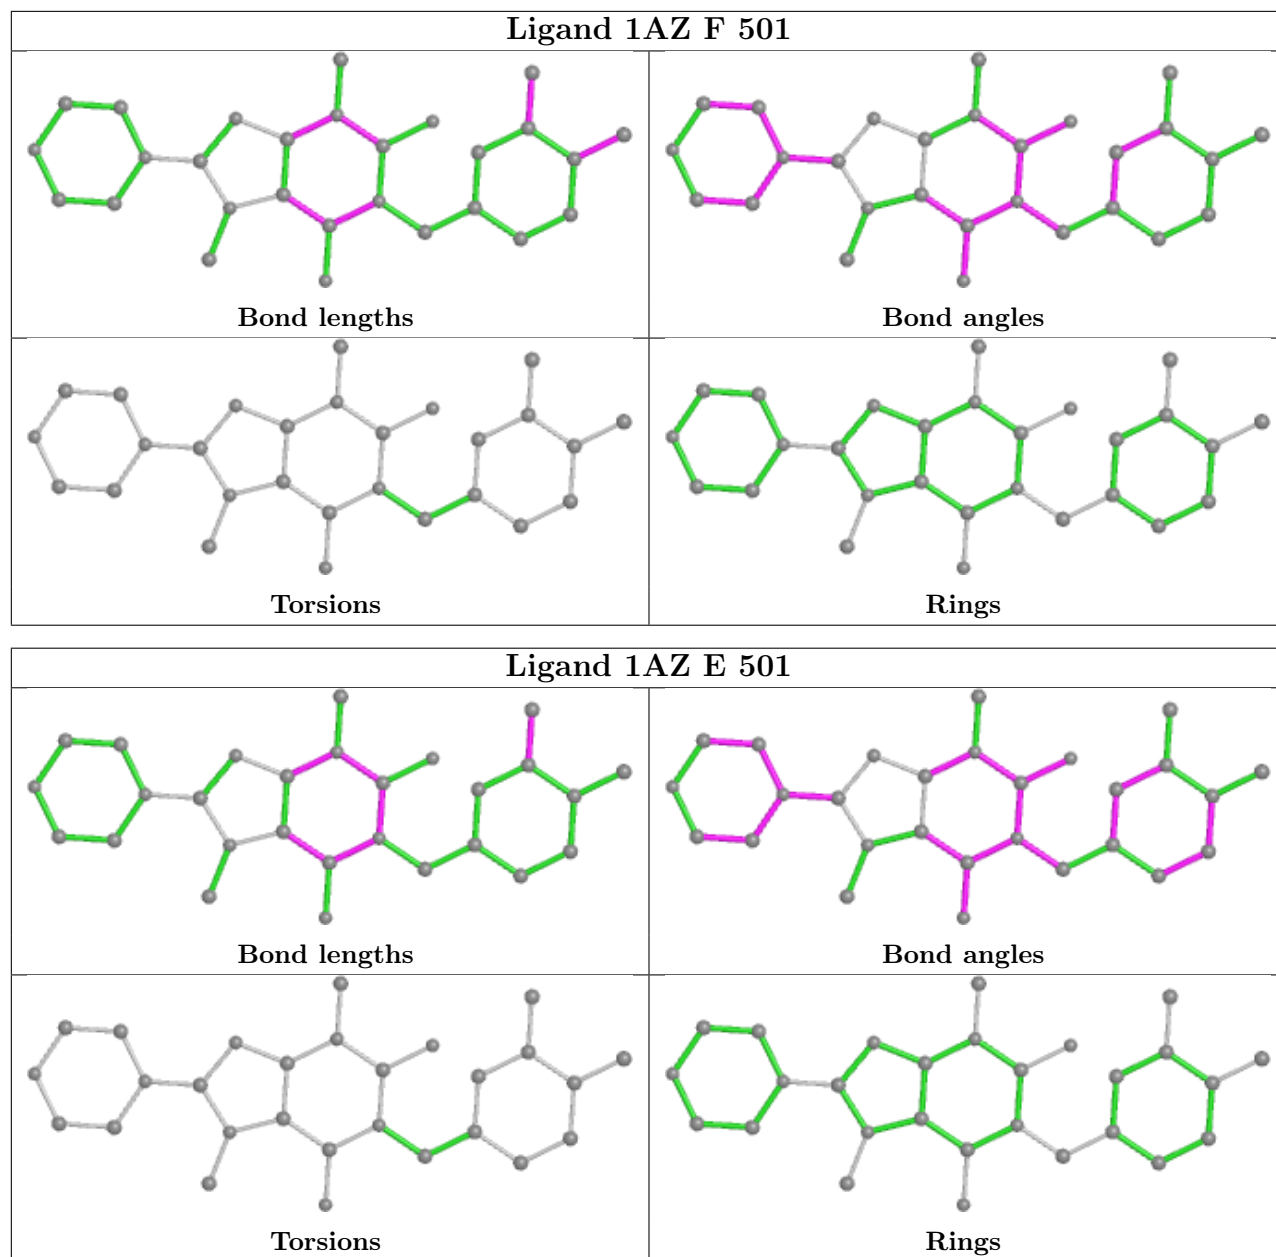 Ligand 1AZ F 501
Bond lengths
Bond angles
Torsions
Rings
Ligand 1AZ E 501
Bond lengths
Bond angles
Torsions
Rings